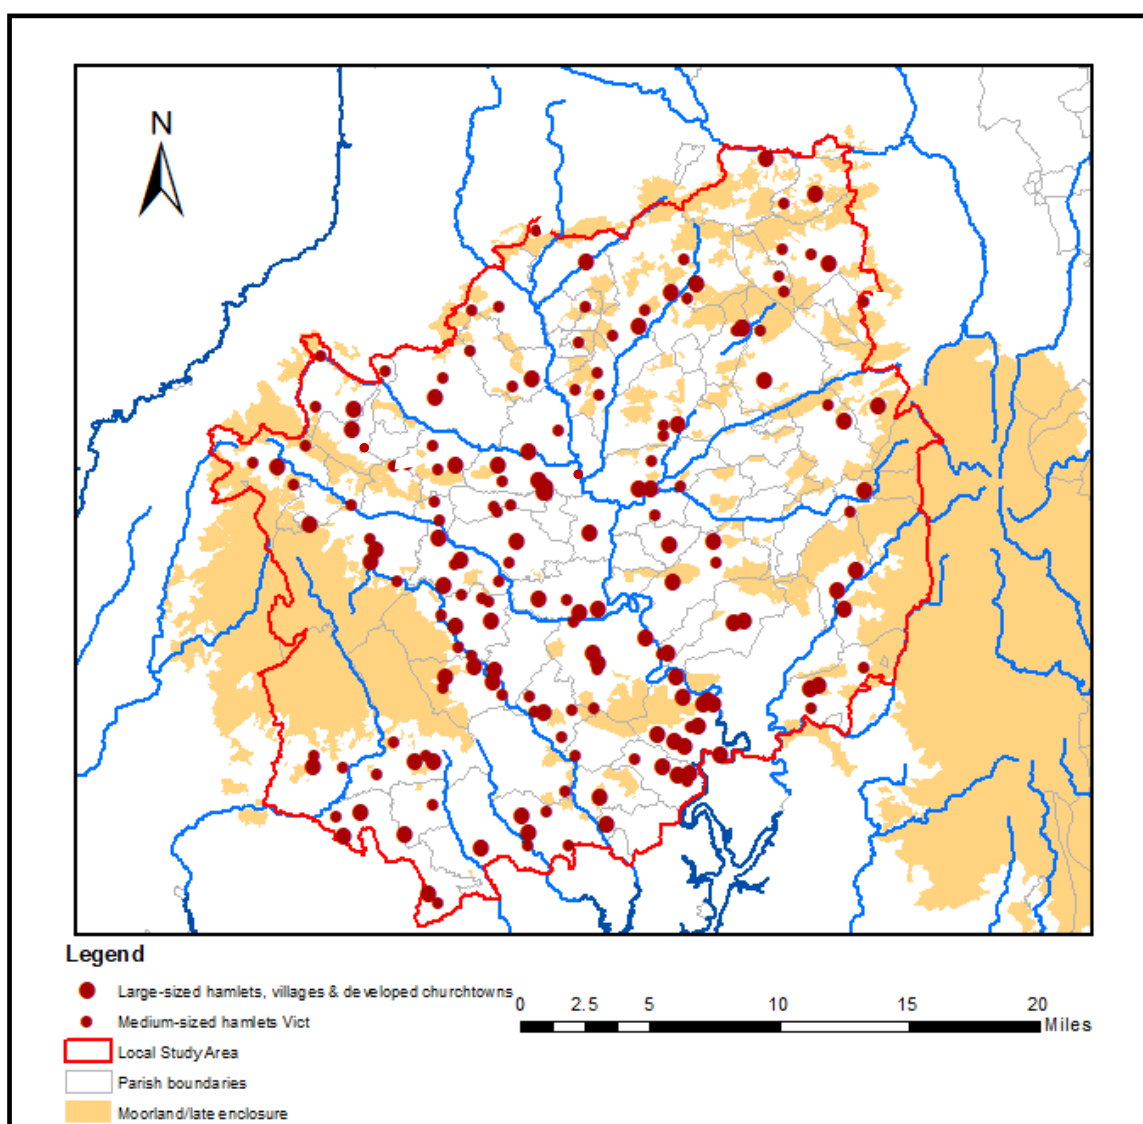 N
Legend
Large-sized hamlets, villages & developed churchtowns
Medium-sized hamlets Vict
Local Study Area
Parish boundaries
Moorland/late enclosure
0 2.5 5 10 15 20
Miles